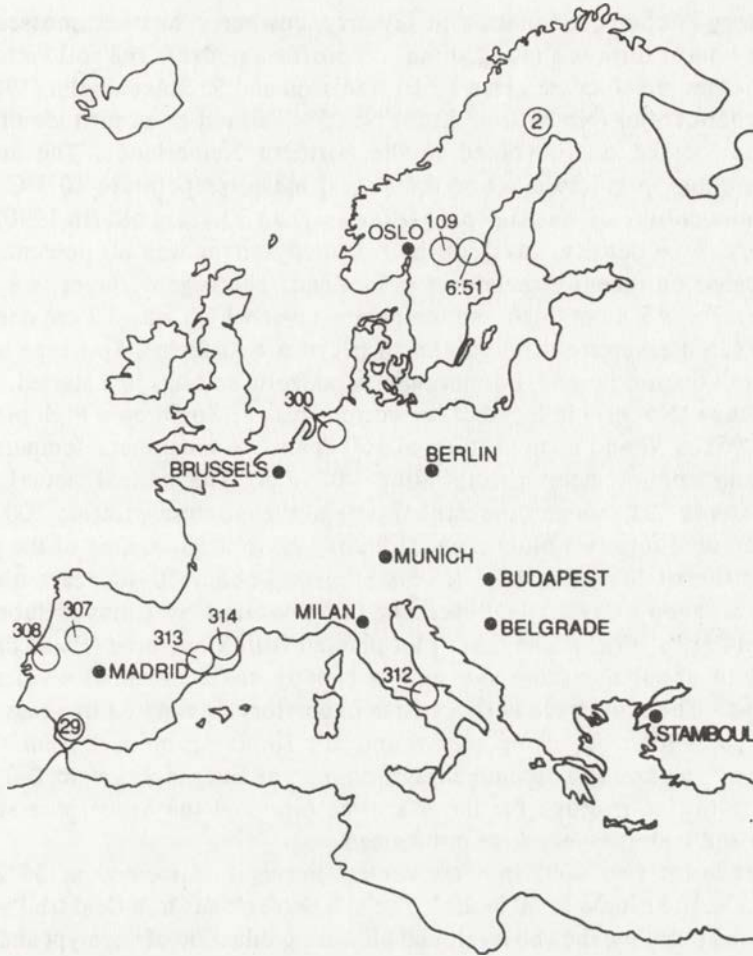 2
109
OSLO
6:51
300
BRUSSELS
BERLIN
MUNICH
BUDAPEST
307
308
314
MILAN
BELGRADE
313
MADRID
312
29
STAMBOUL